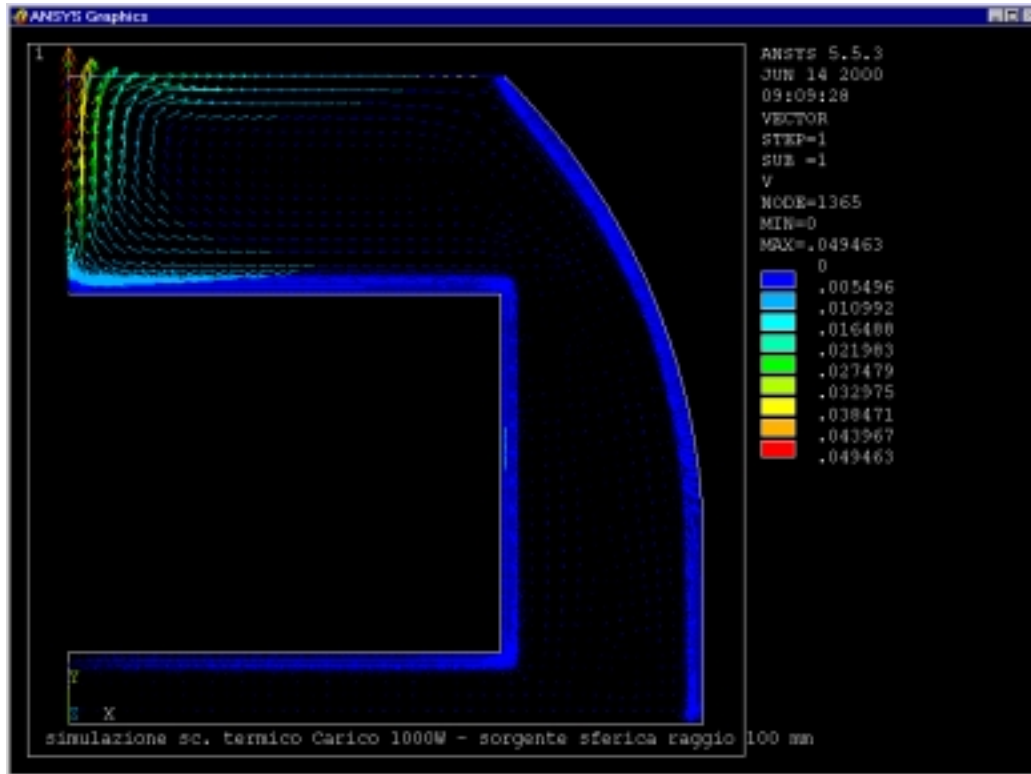 ANSYS Graphics
1
ANSYS 5.5.3
JUN 14 2000
09:09:28
VECTOR
STEP=1
SUB =1
V
NODE=1365
MIN=0
MAX=.049463
0
.005496
.010992
.016488
.021983
.027479
.032975
.038471
.043967
.049463
Y
Z X
simulazione sc. termico Carico 1000W - sorgente sferica raggio 100 mm